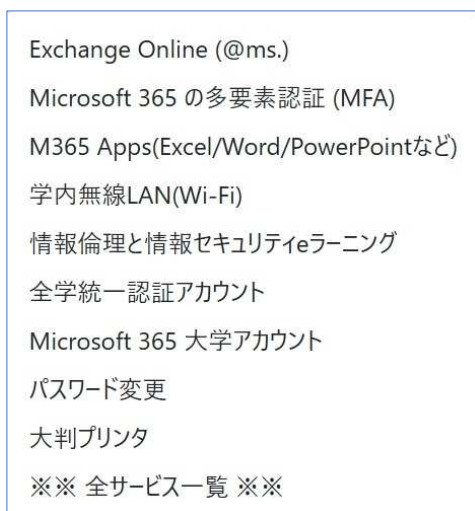 Exchange Online (@ms.)
Microsoft 365 の多要素認証 (MFA)
M365 Apps(Excel/Word/PowerPointなど)
学内無線LAN(Wi-Fi)
情報倫理と情報セキュリティeラーニング
全学統一認証アカウント
Microsoft 365 大学アカウント
パスワード変更
大判プリンタ
※※ 全サービス一覧 ※※